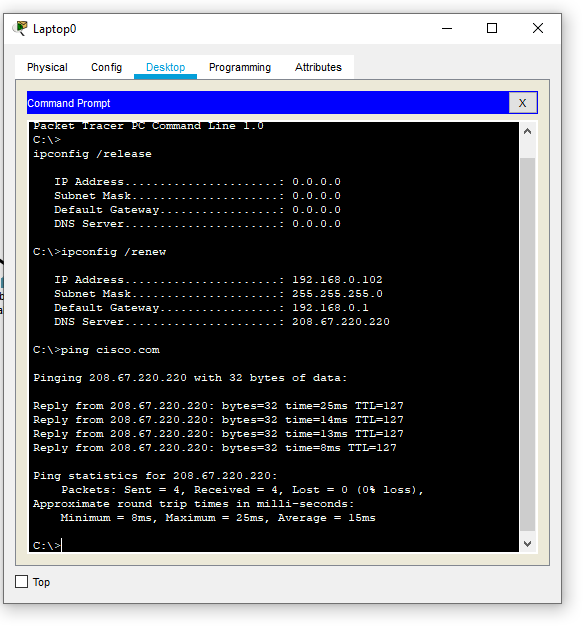 Laptop0
Physical Config Desktop Programming Attributes
Command Prompt X
Packet Tracer PC Command Line 1.0
C:\>
ipconfig /release
IP Address......................: 0.0.0.0
Subnet Mask.....................: 0.0.0.0
Default Gateway.................: 0.0.0.0
DNS Server......................: 0.0.0.0
C:\>ipconfig /renew
IP Address......................: 192.168.0.102
Subnet Mask.....................: 255.255.255.0
Default Gateway.................: 192.168.0.1
DNS Server......................: 208.67.220.220
C:\>ping cisco.com
Pinging 208.67.220.220 with 32 bytes of data:
Reply from 208.67.220.220: bytes=32 time=25ms TTL=127
Reply from 208.67.220.220: bytes=32 time=14ms TTL=127
Reply from 208.67.220.220: bytes=32 time=13ms TTL=127
Reply from 208.67.220.220: bytes=32 time=8ms TTL=127
Ping statistics for 208.67.220.220:
Packets: Sent = 4, Received = 4, Lost = 0 (0% loss),
Approximate round trip times in milli-seconds:
Minimum = 8ms, Maximum = 25ms, Average = 15ms
C:\>
Top